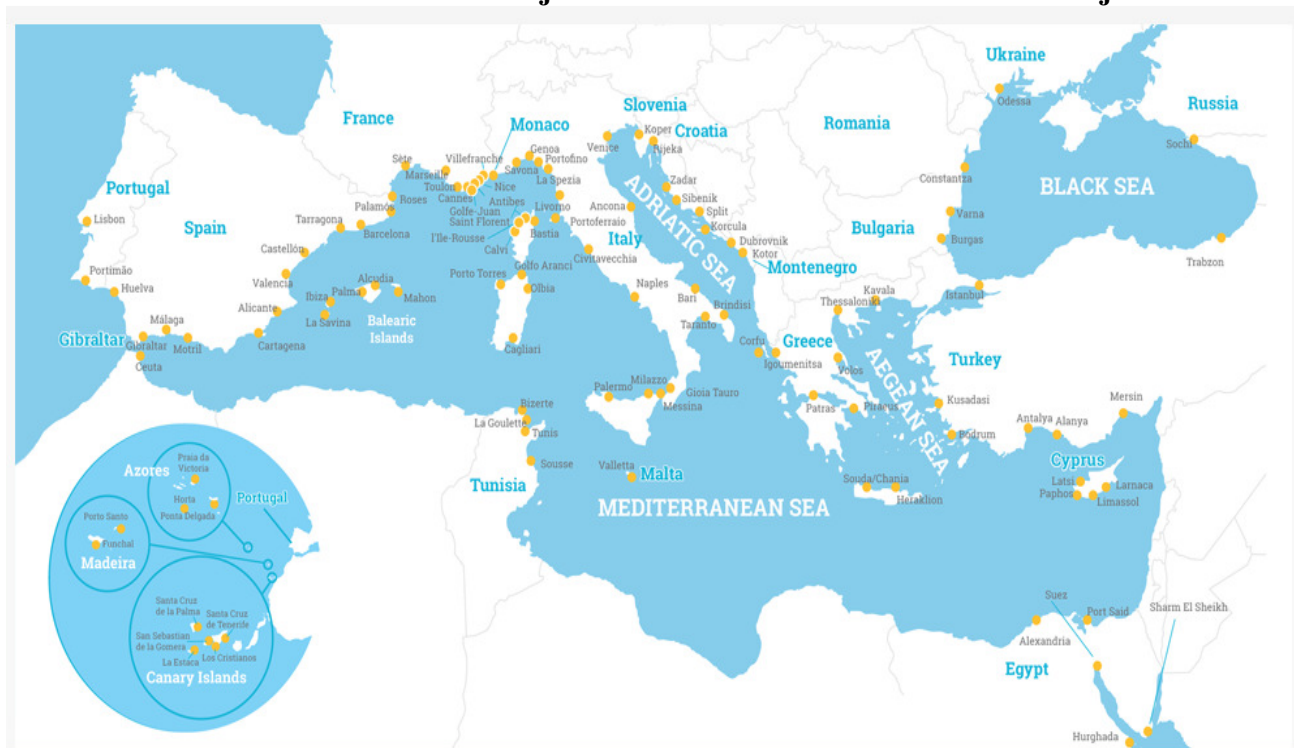 Ukraine
Odessa
Slovenia
France
Monaco
Koper
Croatia
Romania
Russia
Venice
Rijeka
Genoa
Sète
Villefranche
Portofino
Savona
Sochi
Marseille
Constantza
La Spezia
Portugal
Toulon
Nice
Zadar
BLACK SEA
Cannes
Antibes
ADRIATIC SEA
Roses
Sibenik
Palamós
Golfe-Juan
Livorno
Ancona
Split
Varna
Lisbon
Spain
Tarragona
Saint Florent
Portoferraio
Korcula
Bulgaria
Barcelona
l'Ile-Rousse
Bastia
Italy
Dubrovnik
Burgas
Castellón
Calvi
Civitavecchia
Kotor
Trabzon
Portimão
Golfo Aranci
Montenegro
Huelva
Valencia
Alcudia
Porto Torres
Naples
Kavala
Ibiza
Palma
Mahon
Olbia
Bari
Thessaloniki
Istanbul
Alicante
La Savina
Brindisi
Málaga
Balearic
Islands
Taranto
Gibraltar
Gibraltar
Motril
Cartagena
Cagliari
Corfu
Greece
Ceuta
Igoumenitsa
AEGEAN SEA
Turkey
Volos
Milazzo
Palermo
Gioia Tauro
Messina
Mersin
Bizerte
Patras
Piraeus
Kusadasi
La Goulette
Antalya
Alanya
Tunis
Bodrum
Azores
Praia da
Victoria
Sousse
Valletta
Malta
Cyprus
Tunisia
Souda/Chania
Latsi
Larnaca
Horta
Portugal
Heraklion
Paphos
Limassol
Ponta Delgada
MEDITERRANEAN SEA
Porto Santo
Funchal
Madeira
Suez
Santa Cruz
de la Palma
Santa Cruz
de Tenerife
Port Said
Sharm El Sheikh
San Sebastian
de la Gomera
Alexandria
La Estaca
Los Cristianos
Canary Islands
Egypt
Hurghada